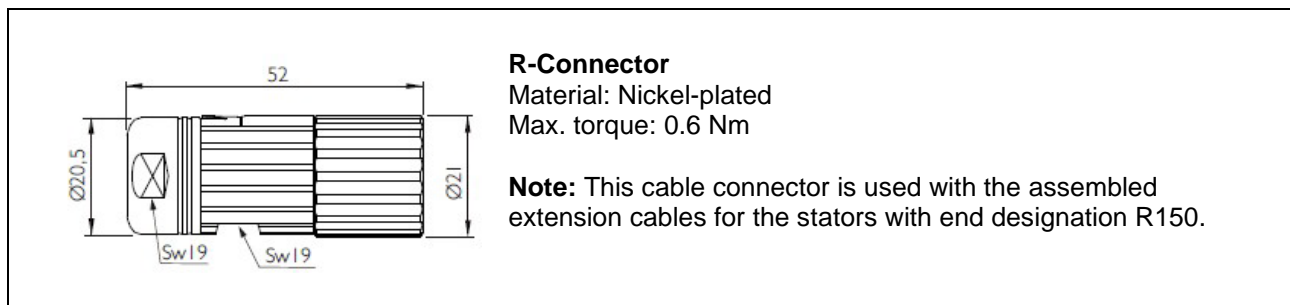 52
Ø20,5
Ø21
Sw19
Sw19
R-Connector
Material: Nickel-plated
Max. torque: 0.6 Nm
Note: This cable connector is used with the assembled
extension cables for the stators with end designation R150.